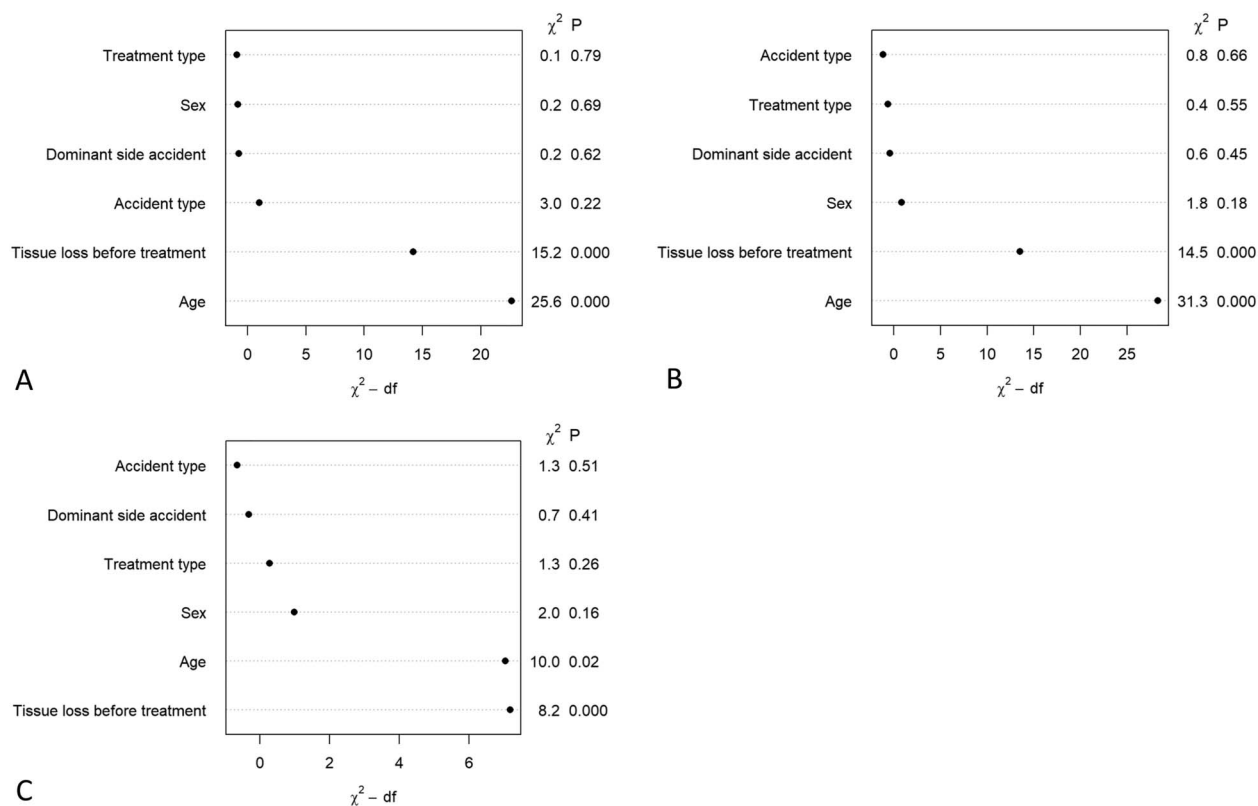 χ² P
Treatment type 0.1 0.79
Sex 0.2 0.69
Dominant side accident 0.2 0.62
Accident type 3.0 0.22
Tissue loss before treatment 15.2 0.000
Age 25.6 0.000
0 5 10 15 20
A
χ² – df
χ² P
Accident type 0.8 0.66
Treatment type 0.4 0.55
Dominant side accident 0.6 0.45
Sex 1.8 0.18
Tissue loss before treatment 14.5 0.000
Age 31.3 0.000
0 5 10 15 20 25
B
χ² – df
χ² P
Accident type 1.3 0.51
Dominant side accident 0.7 0.41
Treatment type 1.3 0.26
Sex 2.0 0.16
Age 10.0 0.02
Tissue loss before treatment 8.2 0.000
0 2 4 6
C
χ² – df